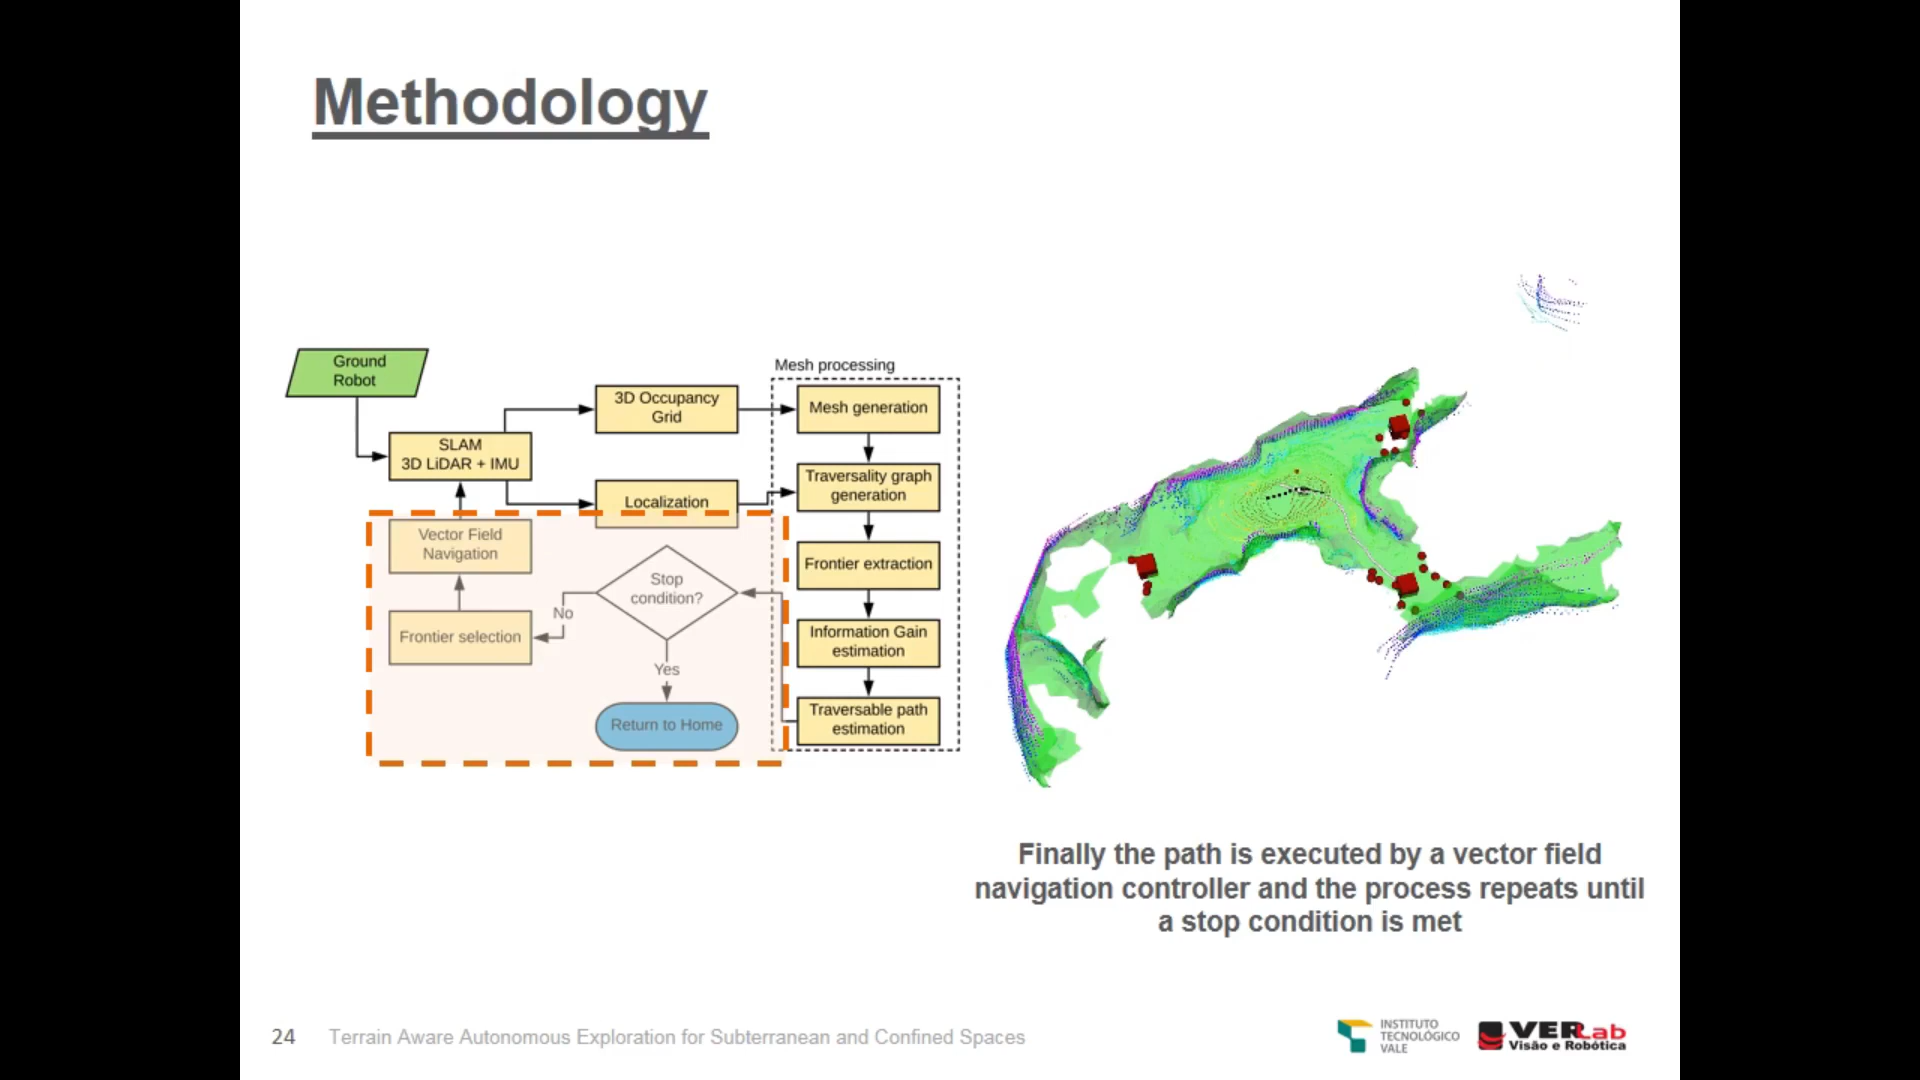 Methodology
Ground
Robot
SLAM
3D LiDAR + IMU
3D Occupancy
Grid
Localization
Vector Field
Navigation
Frontier selection
Stop
condition?
No
Yes
Return to Home
Mesh processing
Mesh generation
Traversality graph
generation
Frontier extraction
Information Gain
estimation
Traversable path
estimation
Finally the path is executed by a vector field
navigation controller and the process repeats until
a stop condition is met
24
Terrain Aware Autonomous Exploration for Subterranean and Confined Spaces
INSTITUTO
TECNOLÓGICO
VALE
VERLab
Visão e Robótica